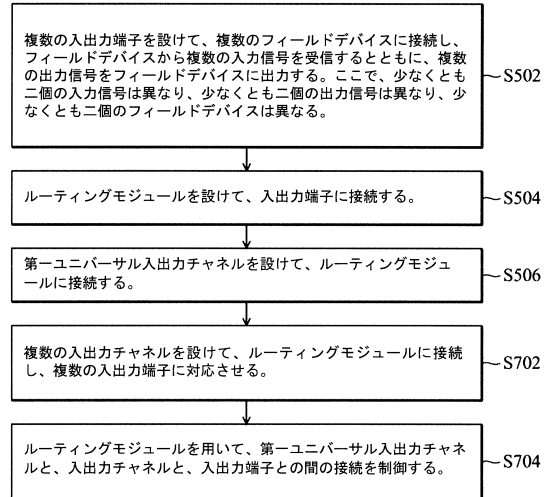 複数の入出力端子を設けて、複数のフィールドデバイスに接続し、
フィールドデバイスから複数の入力信号を受信するとともに、複数
の出力信号をフィールドデバイスに出力する。ここで、少なくとも
二個の入力信号は異なり、少なくとも二個の出力信号は異なり、少
なくとも二個のフィールドデバイスは異なる。
S502
ルーティングモジュールを設けて、入出力端子に接続する。
S504
第一ユニバーサル入出力チャネルを設けて、ルーティングモジュ
ールに接続する。
S506
複数の入出力チャネルを設けて、ルーティングモジュールに接続
し、複数の入出力端子に対応させる。
S702
ルーティングモジュールを用いて、第一ユニバーサル入出力チャネ
ルと、入出力チャネルと、入出力端子との間の接続を制御する。
S704